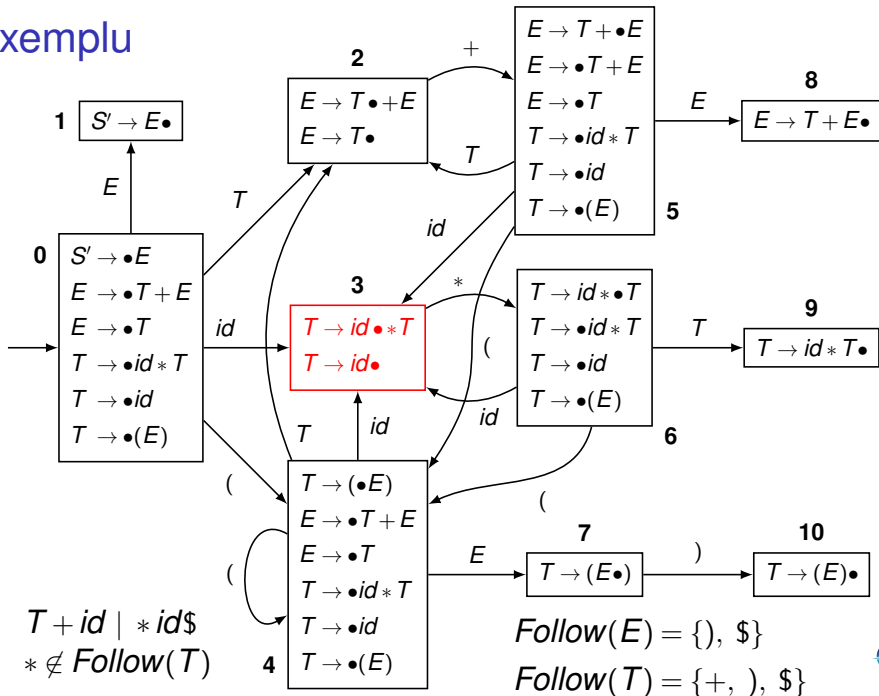 xemplu
1
S′ → E●
E
0
S′ → ●E
E → ●T + E
E → ●T
T → ●id * T
T → ●id
T → ●(E)
T
id
(
2
E → T● + E
E → T●
+
T
5
E → T + ●E
E → ●T + E
E → ●T
T → ●id * T
T → ●id
T → ●(E)
E
8
E → T + E●
id
(
3
T → id ● * T
T → id●
*
id
6
T → id * ●T
T → ●id * T
T → ●id
T → ●(E)
T
9
T → id * T●
(
T
id
4
T → (●E)
E → ●T + E
E → ●T
T → ●id * T
T → ●id
T → ●(E)
(
E
7
T → (E●)
)
10
T → (E)●
T + id | * id$
* ∉ Follow(T)
Follow(E) = {), $}
Follow(T) = {+, ), $}